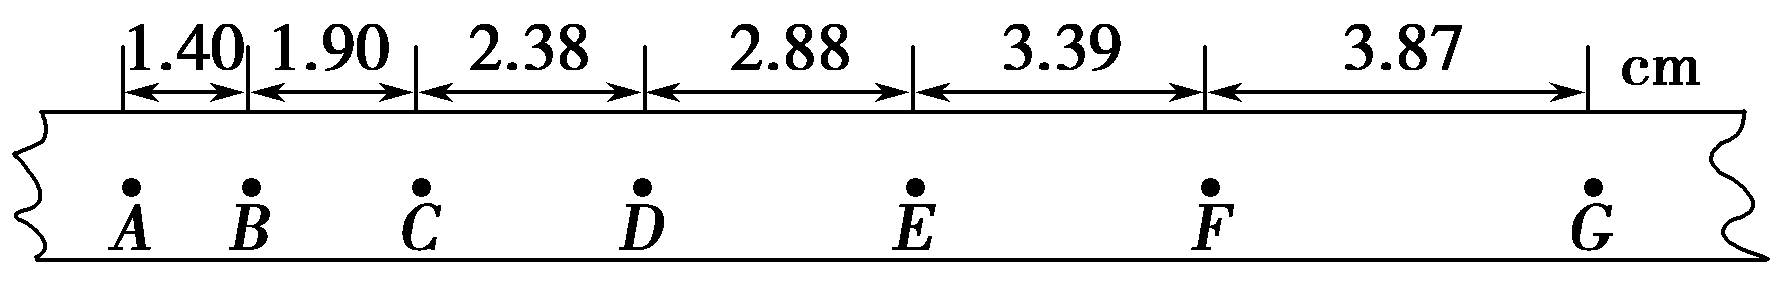 1.40 1.90 2.38 2.88 3.39 3.87 cm
A B C D E F G